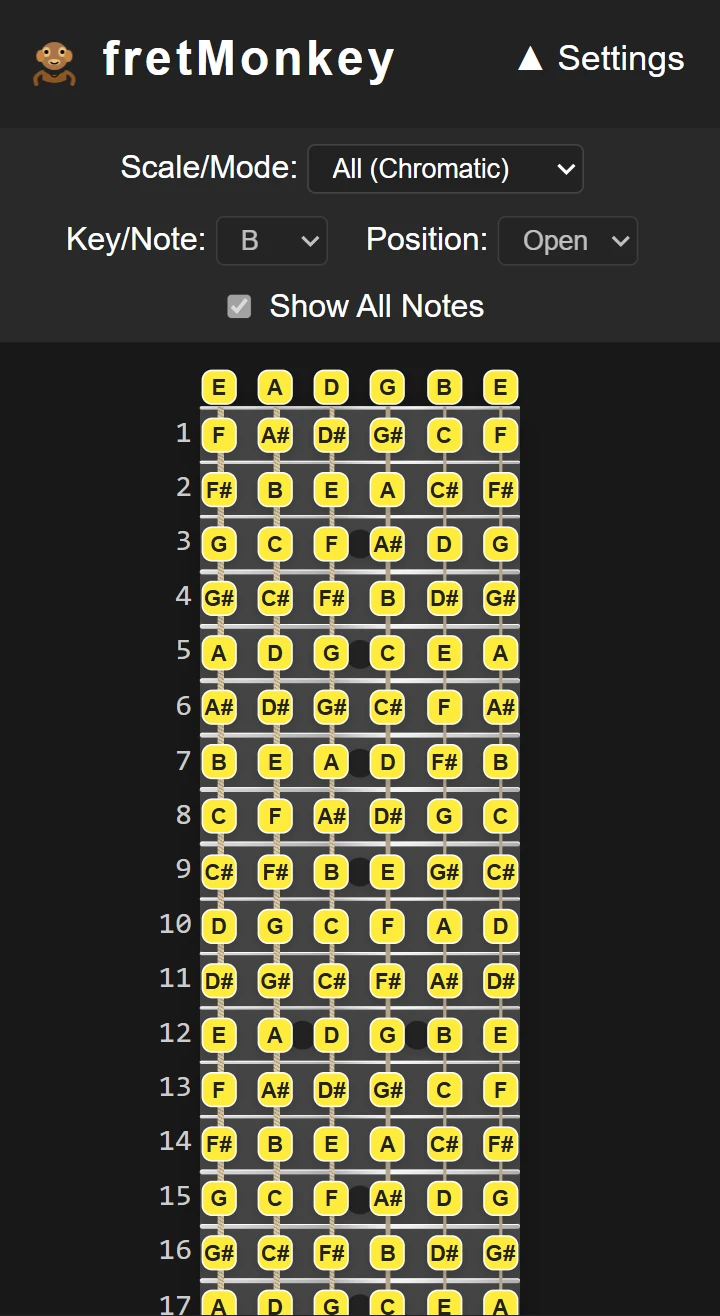 fretMonkey ▲ Settings
Scale/Mode: All (Chromatic)
Key/Note: B Position: Open
Show All Notes
E A D G B E
1 F A# D# G# C F
2 F# B E A C# F#
3 G C F A# D G
4 G# C# F# B D# G#
5 A D G C E A
6 A# D# G# C# F A#
7 B E A D F# B
8 C F A# D# G C
9 C# F# B E G# C#
10 D G C F A D
11 D# G# C# F# A# D#
12 E A D G B E
13 F A# D# G# C F
14 F# B E A C# F#
15 G C F A# D G
16 G# C# F# B D# G#
17 A D G C E A